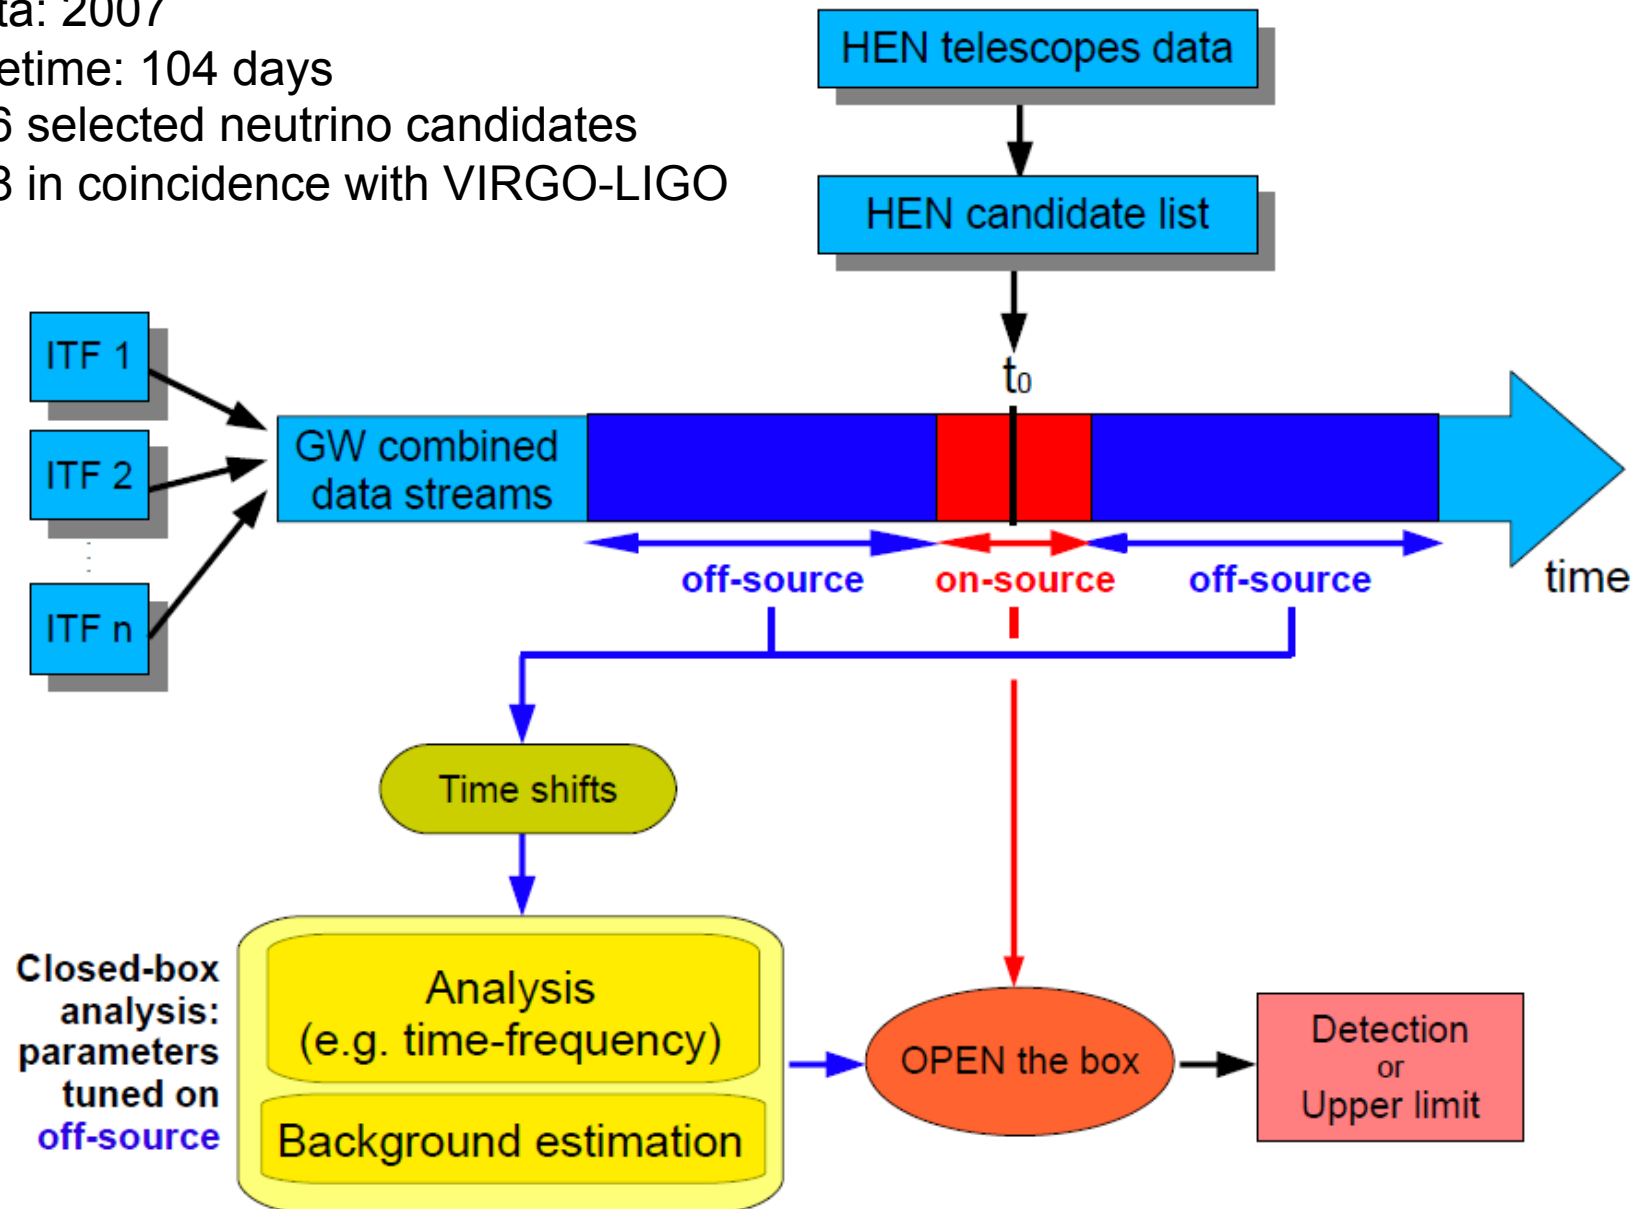 ta: 2007
etime: 104 days
6 selected neutrino candidates
3 in coincidence with VIRGO-LIGO
HEN telescopes data
HEN candidate list
t0
ITF 1
ITF 2
ITF n
GW combined
data streams
time
off-source
on-source
off-source
Time shifts
Closed-box
analysis:
parameters
tuned on
off-source
Analysis
(e.g. time-frequency)
Background estimation
OPEN the box
Detection
or
Upper limit